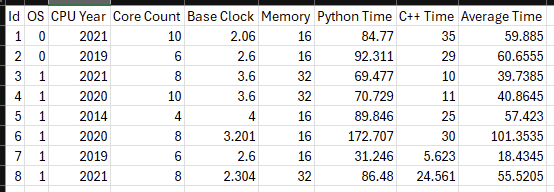 Id OS CPU Year Core Count Base Clock Memory Python Time C++ Time Average Time
1 0 2021 10 2.06 16 84.77 35 59.885
2 0 2019 6 2.6 16 92.311 29 60.6555
3 1 2021 8 3.6 32 69.477 10 39.7385
4 1 2020 10 3.6 32 70.729 11 40.8645
5 1 2014 4 4 16 89.846 25 57.423
6 1 2020 8 3.201 16 172.707 30 101.3535
7 1 2019 6 2.6 16 31.246 5.623 18.4345
8 1 2021 8 2.304 32 86.48 24.561 55.5205